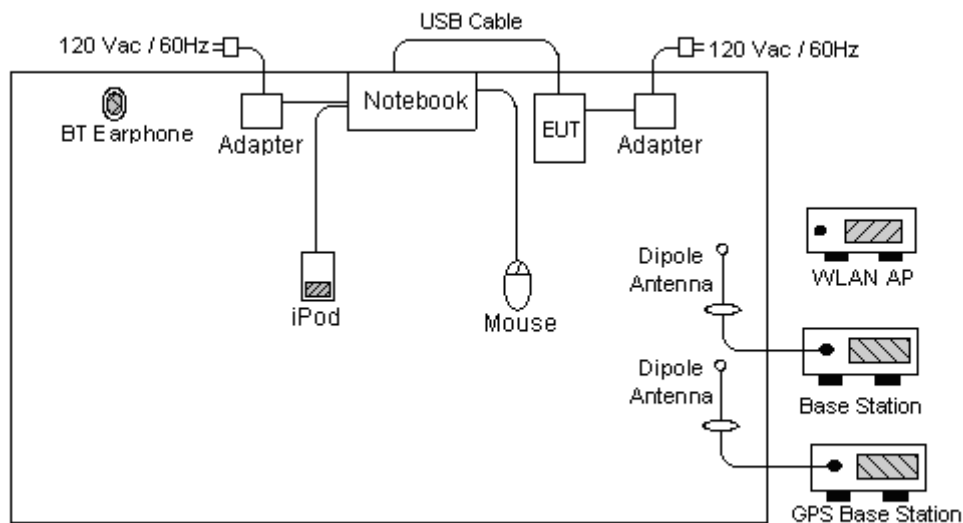 USB Cable
120 Vac / 60Hz
120 Vac / 60Hz
BT Earphone
Adapter
Notebook
EUT
Adapter
iPod
Mouse
Dipole
Antenna
WLAN AP
Dipole
Antenna
Base Station
GPS Base Station